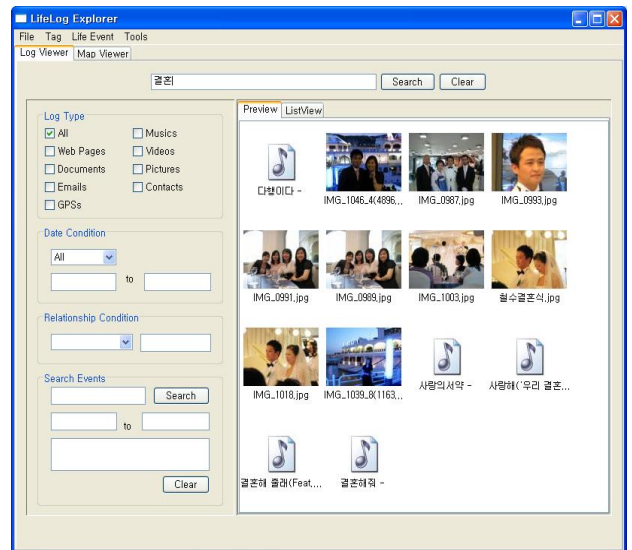 LifeLog Explorer
File Tag Life Event Tools
Log Viewer Map Viewer
결혼 Search Clear
Log Type
All Musics
Web Pages Videos
Documents Pictures
Emails Contacts
GPSs
Date Condition
All
to
Relationship Condition
Search Events
Search
to
Clear
Preview ListView
다행이다 - IMG_1046_4(4896,,, IMG_0987.jpg IMG_0993.jpg
IMG_0991.jpg IMG_0989.jpg IMG_1003.jpg 철수결혼식.jpg
IMG_1018.jpg IMG_1039_8(1163,,, 사랑의서약 - 사랑해('우리 결혼,,,
결혼해 줄래(Feat,,,, 결혼해줘 -